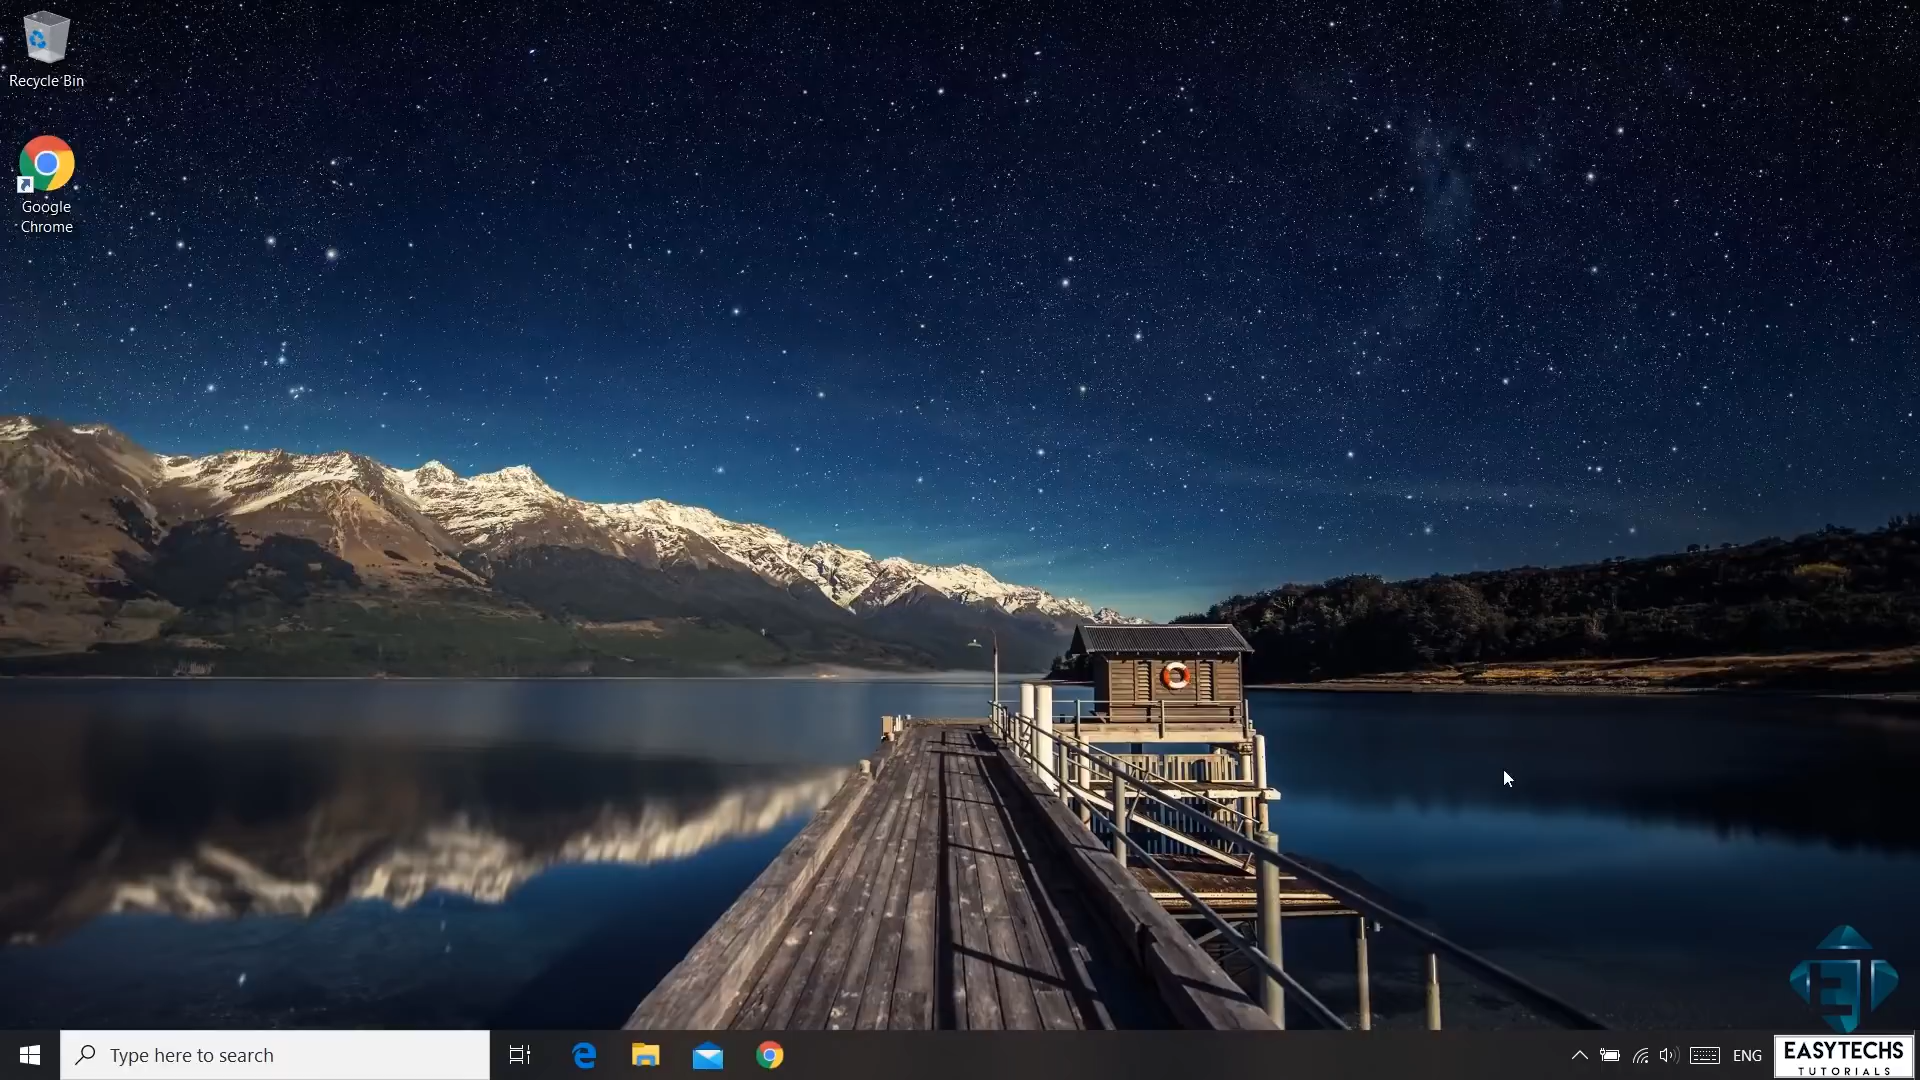 Recycle Bin
Google
Chrome
Type here to search
ENG
EASYTECHS
TUTORIALS